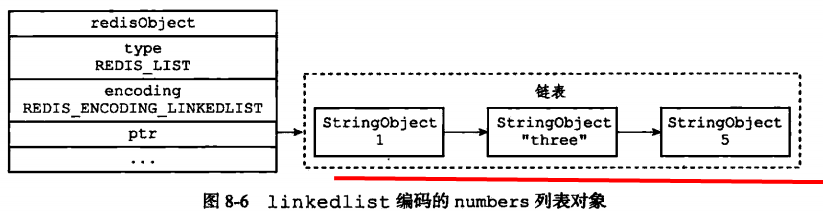 redisObject
type
REDIS_LIST
encoding
REDIS_ENCODING_LINKEDLIST
ptr
...
链表
StringObject
1
StringObject
"three"
StringObject
5
图 8-6 linkedlist 编码的 numbers 列表对象